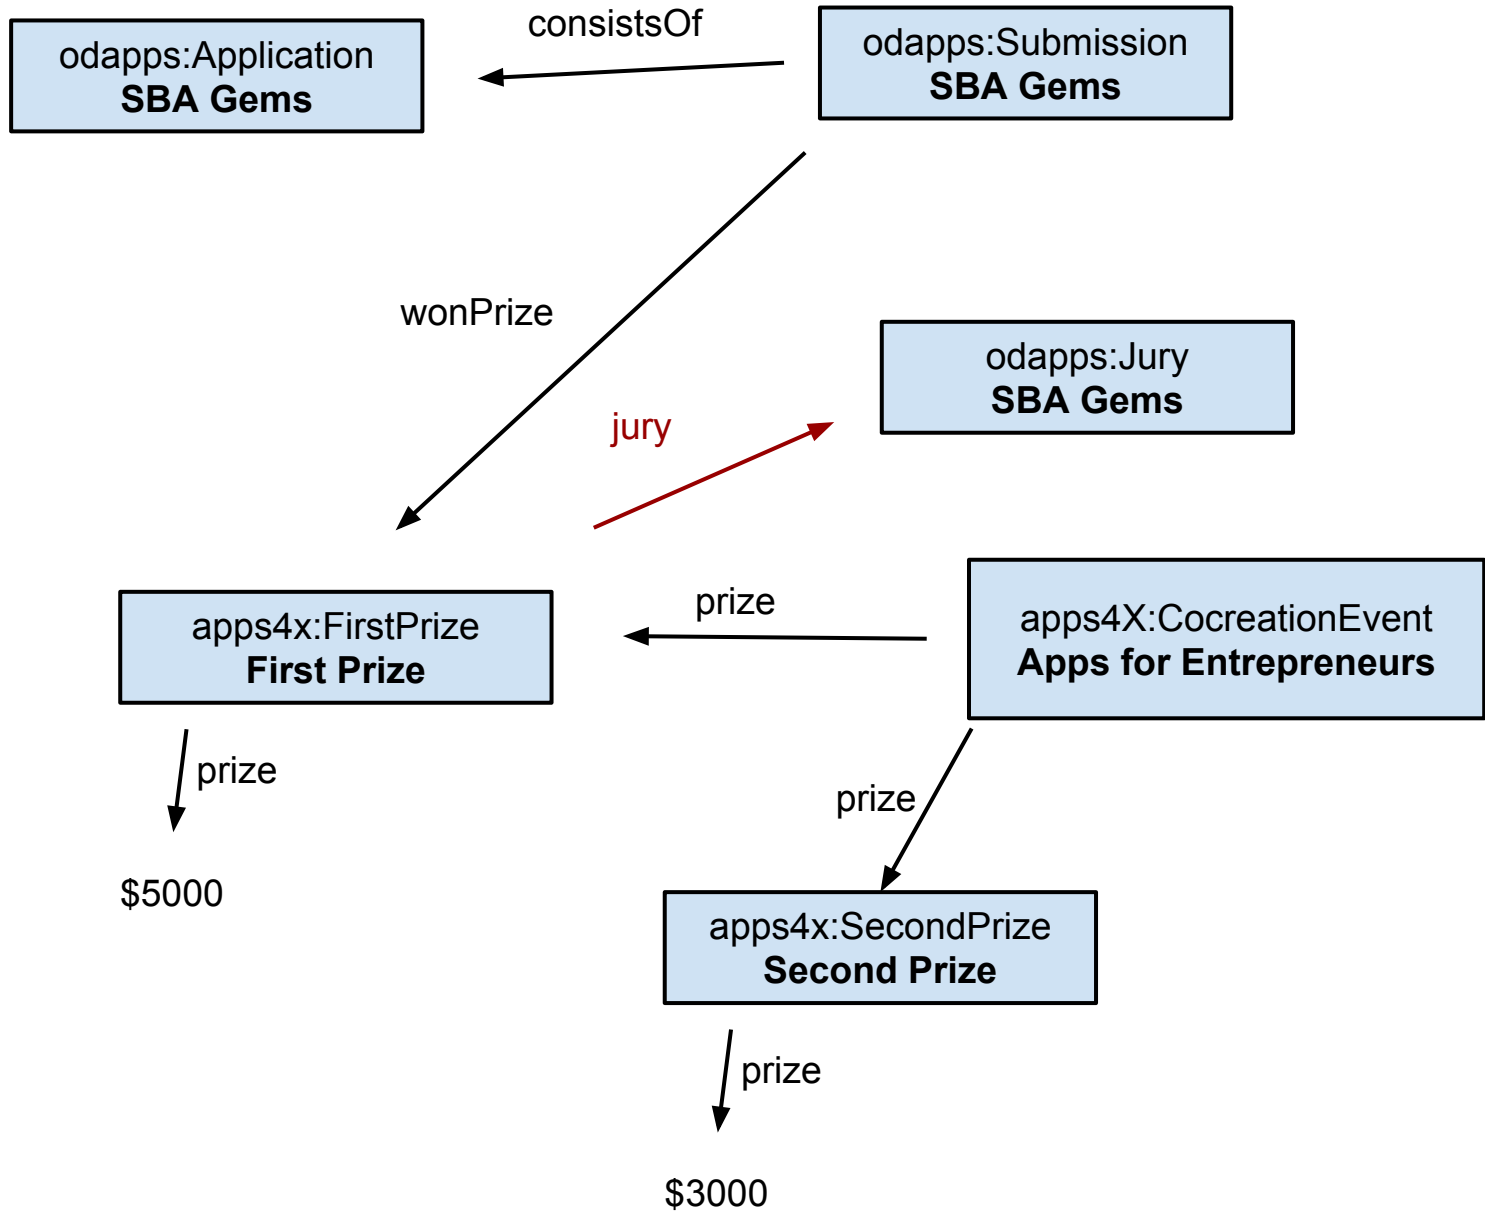 consistsOf
odapps:Application
SBA Gems
odapps:Submission
SBA Gems
wonPrize
odapps:Jury
SBA Gems
jury
apps4x:FirstPrize
First Prize
prize
apps4X:CocreationEvent
Apps for Entrepreneurs
prize
prize
$5000
apps4x:SecondPrize
Second Prize
prize
$3000